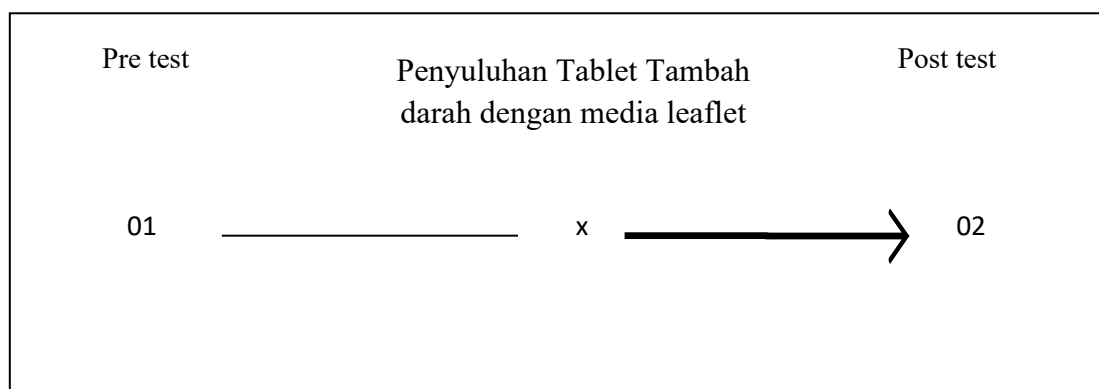 Pre test
Penyuluhan Tablet Tambah
darah dengan media leaflet
Post test
01
x
02